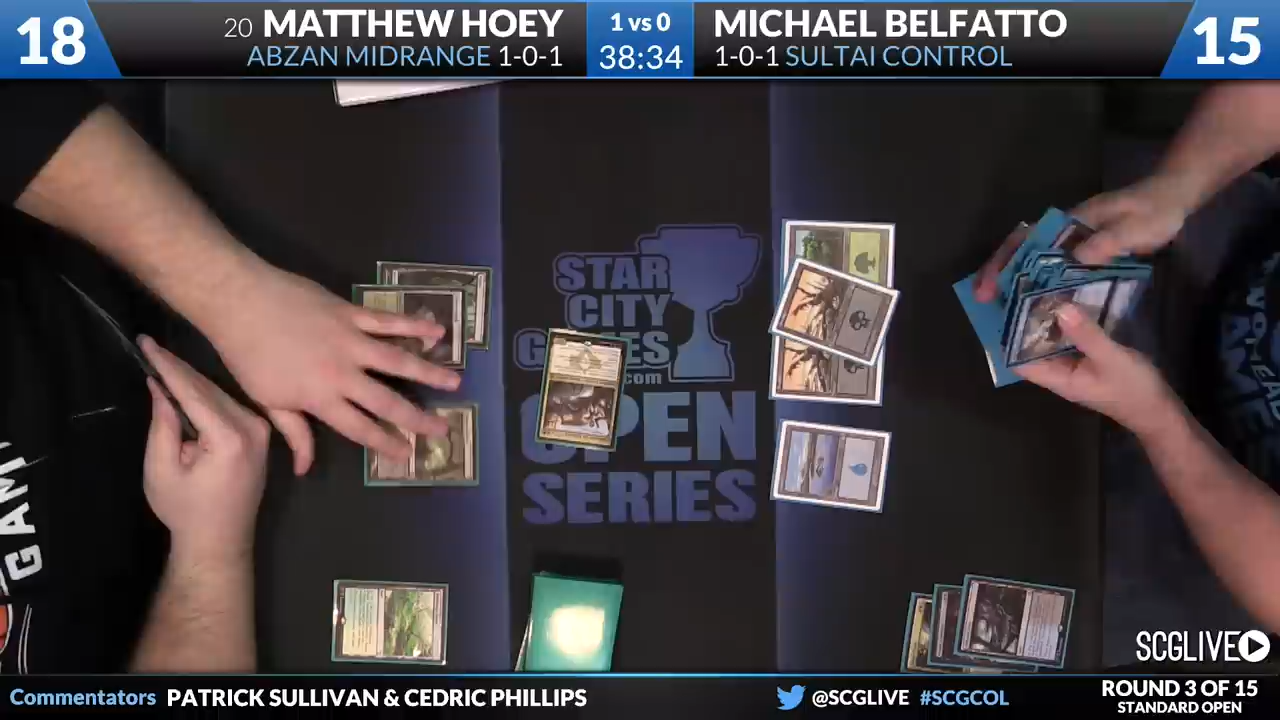 18
20 MATTHEW HOEY
ABZAN MIDRANGE 1-0-1
1 vs 0
38:34
MICHAEL BELFATTO
1-0-1 SULTAI CONTROL
15
STAR
CITY
G ES
.com
OPEN
SERIES
GAM
SCGLIVE
Commentators PATRICK SULLIVAN & CEDRIC PHILLIPS
@SCGLIVE #SCGCOL
ROUND 3 OF 15
STANDARD OPEN